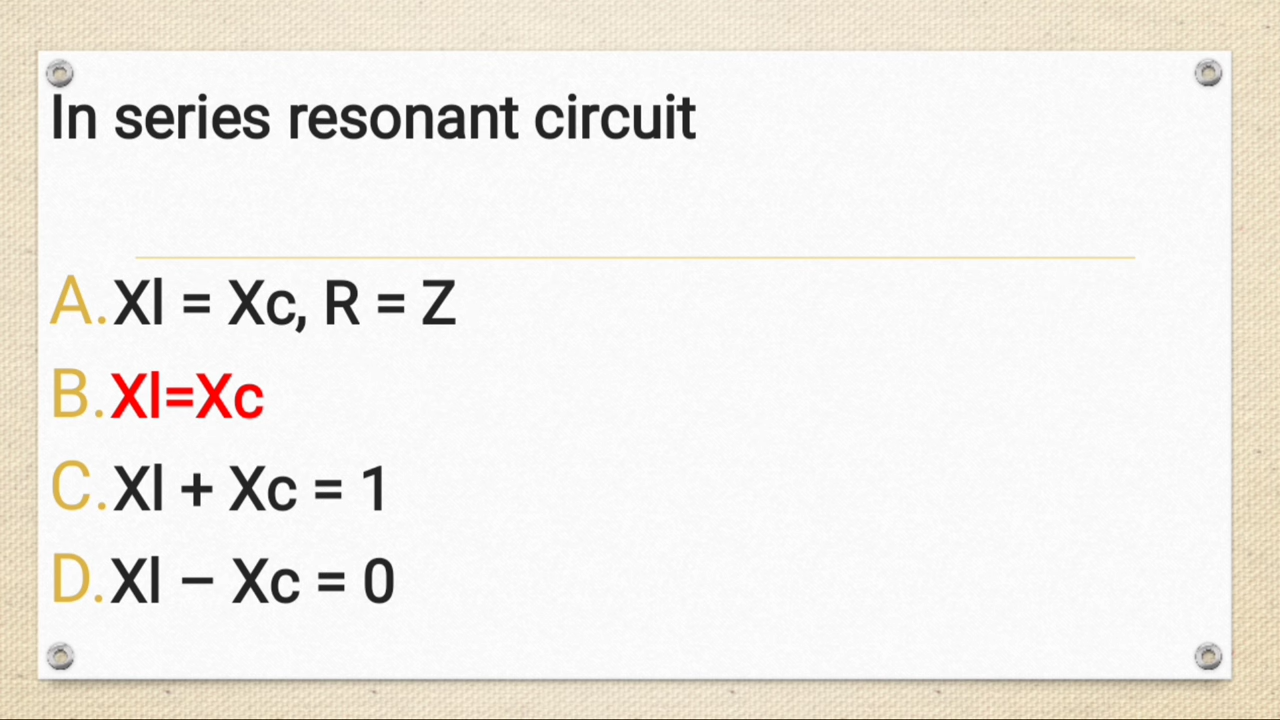 In series resonant circuit
A. Xl = Xc, R = Z
B. Xl=Xc
C. Xl + Xc = 1
D. Xl – Xc = 0